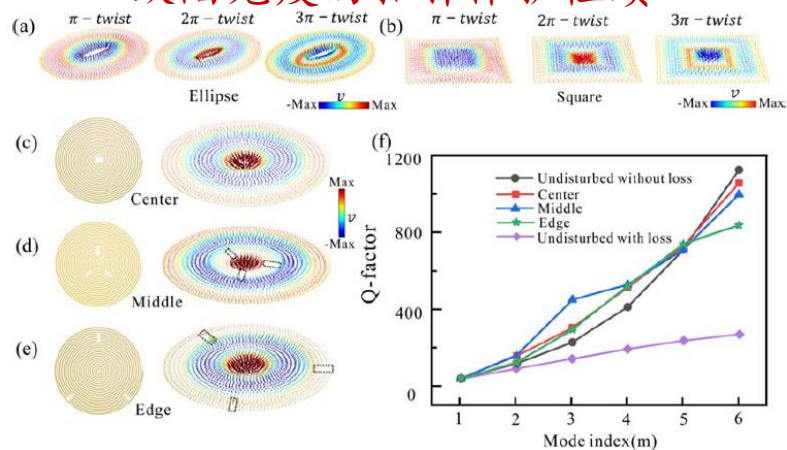 (a) π-twist 2π-twist 3π-twist
Ellipse
-Max v Max
(b) π-twist 2π-twist 3π-twist
Square
-Max v Max
(c)
Center
Max
v
-Max
(d)
Middle
(e)
Edge
(f)
1200
800
400
0
Q-factor
Undisturbed without loss
Center
Middle
Edge
Undisturbed with loss
1 2 3 4 5 6
Mode index(m)